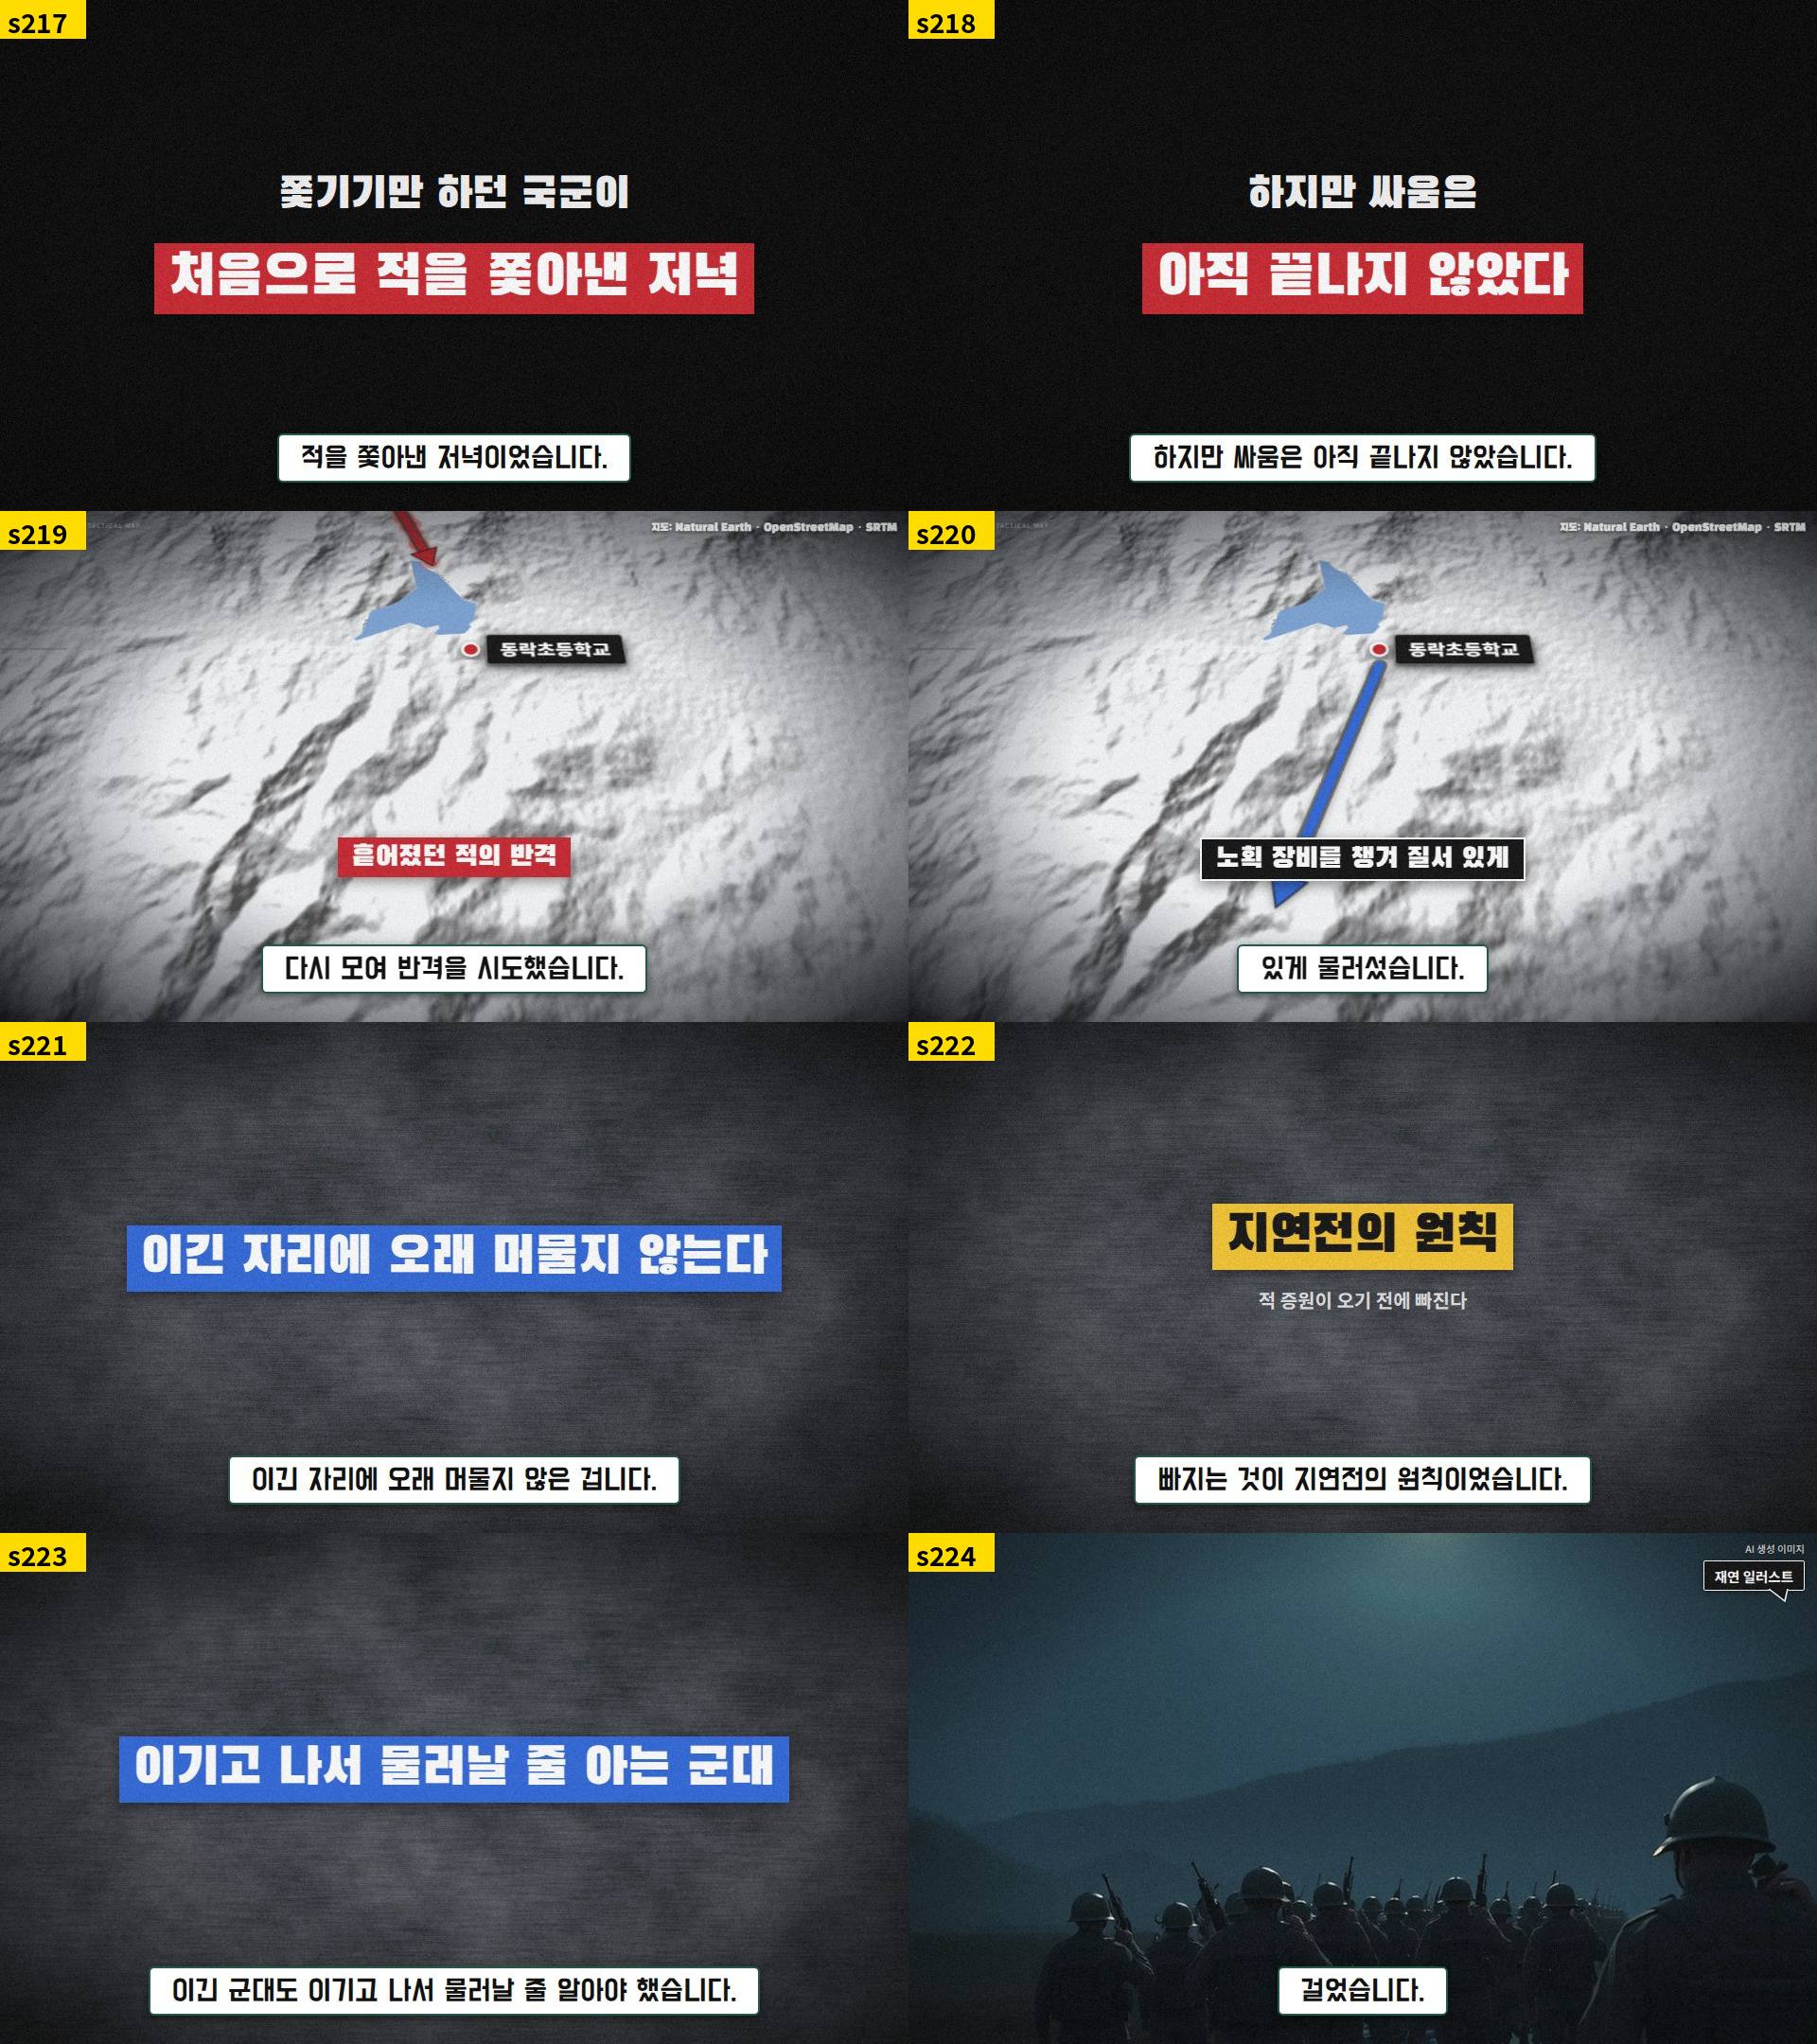 s217
쫓기기만 하던 국군이
처음으로 적을 쫓아낸 저녁
적을 쫓아낸 저녁이었습니다.
s218
하지만 싸움은
아직 끝나지 않았다
하지만 싸움은 아직 끝나지 않았습니다.
s219
TACTICAL MAP
지도: Natural Earth · OpenStreetMap · SRTM
동락초등학교
흩어졌던 적의 반격
다시 모여 반격을 시도했습니다.
s220
TACTICAL MAP
지도: Natural Earth · OpenStreetMap · SRTM
동락초등학교
노획 장비를 챙겨 질서 있게
있게 물러섰습니다.
s221
이긴 자리에 오래 머물지 않는다
이긴 자리에 오래 머물지 않은 겁니다.
s222
지연전의 원칙
적 증원이 오기 전에 빠진다
빠지는 것이 지연전의 원칙이었습니다.
s223
이기고 나서 물러날 줄 아는 군대
이긴 군대도 이기고 나서 물러날 줄 알아야 했습니다.
s224
AI 생성 이미지
재연 일러스트
걸었습니다.